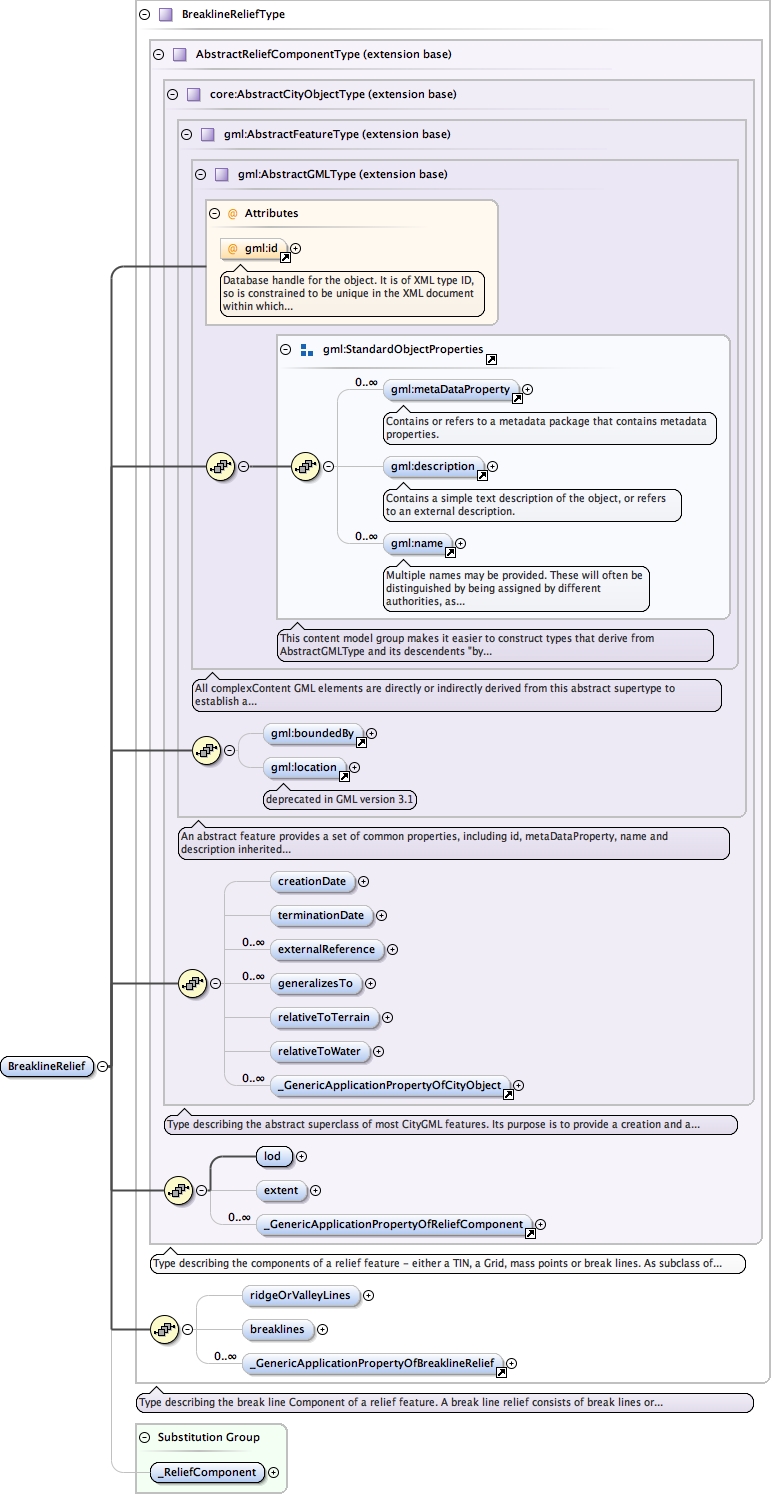 BreaklineReliefType
AbstractReliefComponentType (extension base)
core:AbstractCityObjectType (extension base)
gml:AbstractFeatureType (extension base)
gml:AbstractGMLType (extension base)
@ Attributes
@ gml:id
Database handle for the object. It is of XML type ID,
so is constrained to be unique in the XML document
within which...
gml:StandardObjectProperties
0..∞
gml:metaDataProperty
Contains or refers to a metadata package that contains metadata
properties.
gml:description
Contains a simple text description of the object, or refers
to an external description.
0..∞
gml:name
Multiple names may be provided. These will often be
distinguished by being assigned by different
authorities, as...
This content model group makes it easier to construct types that derive from
AbstractGMLType and its descendents "by...
All complexContent GML elements are directly or indirectly derived from this abstract supertype to
establish a...
gml:boundedBy
gml:location
deprecated in GML version 3.1
An abstract feature provides a set of common properties, including id, metaDataProperty, name and
description inherited...
creationDate
terminationDate
0..∞
externalReference
0..∞
generalizesTo
relativeToTerrain
relativeToWater
BreaklineRelief
0..∞
_GenericApplicationPropertyOfCityObject
Type describing the abstract superclass of most CityGML features. Its purpose is to provide a creation and a...
lod
extent
0..∞
_GenericApplicationPropertyOfReliefComponent
Type describing the components of a relief feature - either a TIN, a Grid, mass points or break lines. As subclass of...
ridgeOrValleyLines
breaklines
0..∞
_GenericApplicationPropertyOfBreaklineRelief
Type describing the break line Component of a relief feature. A break line relief consists of break lines or...
Substitution Group
_ReliefComponent